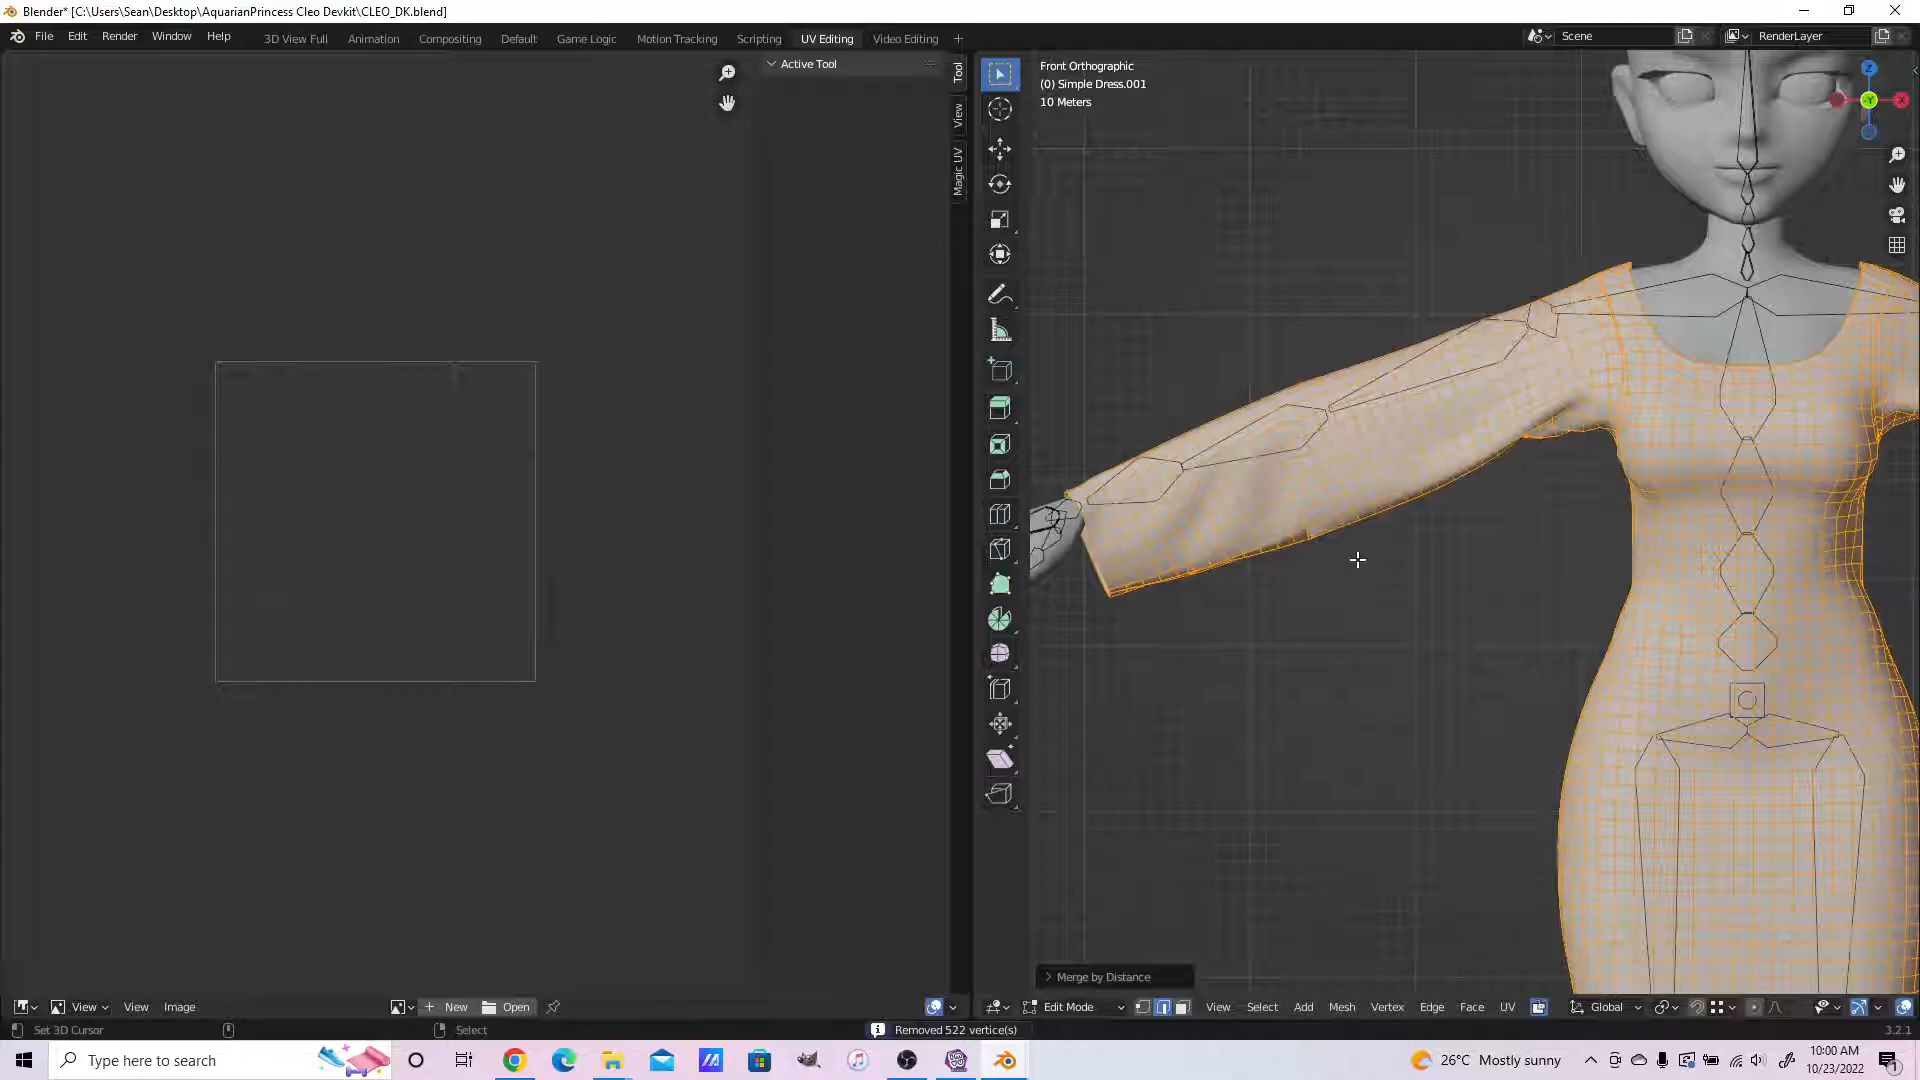 Blender* [C:\Users\Sean\Desktop\AquarianPrincess Cleo Devkit\CLEO_DK.blend]
File Edit Render Window Help
3D View Full Animation Compositing Default Game Logic Motion Tracking Scripting UV Editing Video Editing +
Scene
RenderLayer
Active Tool
Tool
View
Magic UV
Front Orthographic
(0) Simple Dress.001
10 Meters
Z
-Y
X
Merge by Distance
View View Image
+ New Open
Edit Mode View Select Add Mesh Vertex Edge Face UV Global
Set 3D Cursor
Select
Removed 522 vertice(s)
3.2.1
Type here to search
26°C Mostly sunny
10:00 AM
10/23/2022
1